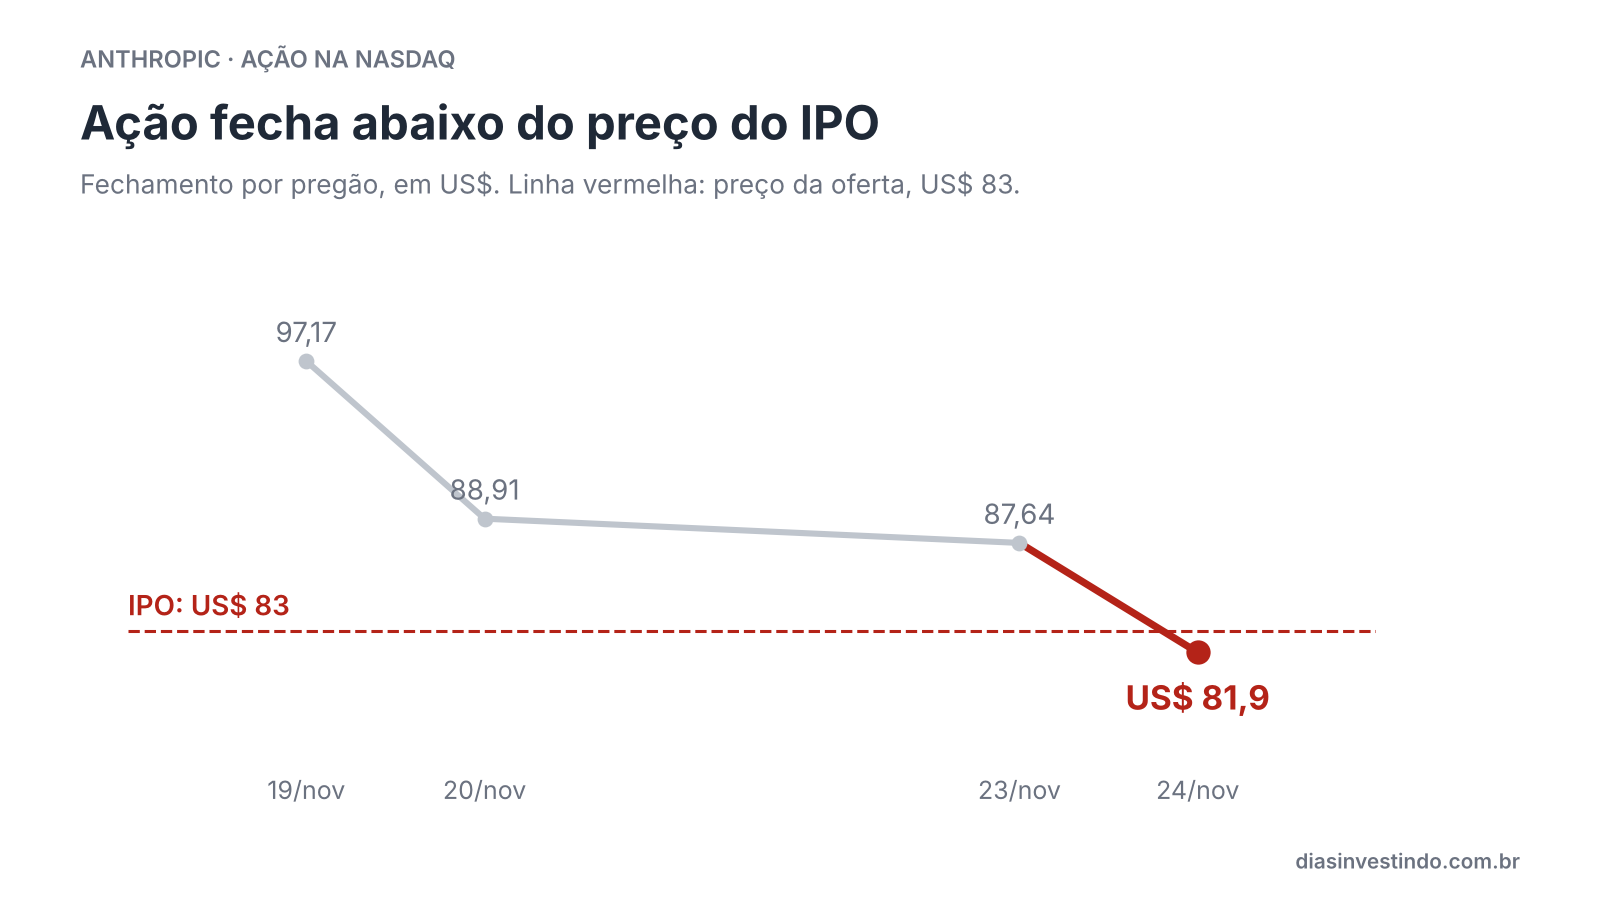 ANTHROPIC · AÇÃO NA NASDAQ
Ação fecha abaixo do preço do IPO
Fechamento por pregão, em US$. Linha vermelha: preço da oferta, US$ 83.
97,17
88,91
87,64
IPO: US$ 83
US$ 81,9
19/nov 20/nov 23/nov 24/nov
diasinvestindo.com.br